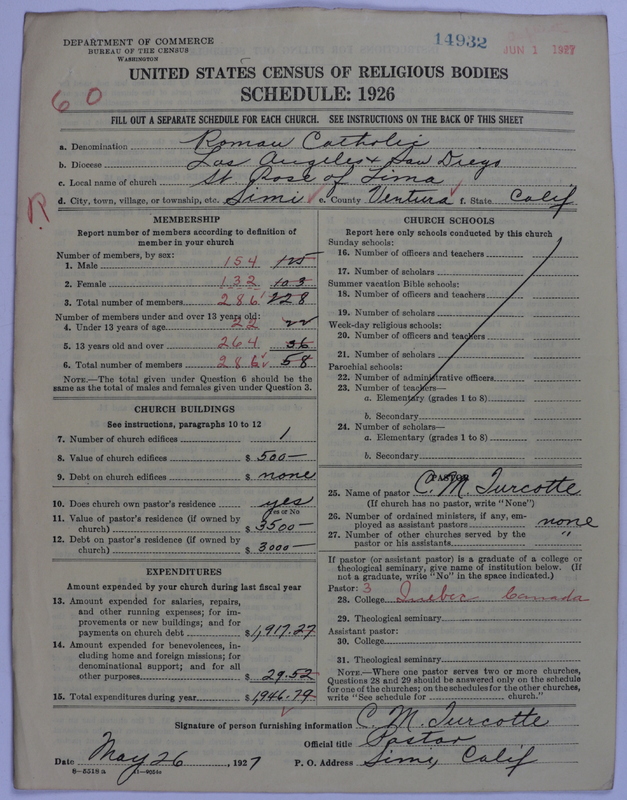 DEPARTMENT OF COMMERCE
BUREAU OF THE CENSUS
WASHINGTON
14932
JUN 1 1927
UNITED STATES CENSUS OF RELIGIOUS BODIES
SCHEDULE: 1926
60
FILL OUT A SEPARATE SCHEDULE FOR EACH CHURCH. SEE INSTRUCTIONS ON THE BACK OF THIS SHEET
a. Denomination Roman Catholic
b. Diocese Los Angeles & San Diego
c. Local name of church St. Rose of Lima
R
d. City, town, village, or township, etc. Simi e. County Ventura f. State Calif
MEMBERSHIP
Report number of members according to definition of
member in your church
Number of members, by sex:
1. Male 154 125
2. Female 132 103
3. Total number of members 286 228
Number of members under and over 13 years old:
4. Under 13 years of age 22 22
5. 13 years old and over 264 36
6. Total number of members 286 58
NOTE.—The total given under Question 6 should be
same as the total of males and females given under Question 3.
CHURCH BUILDINGS
See instructions, paragraphs 10 to 12
7. Number of church edifices 1
8. Value of church edifices $ 500—
9. Debt on church edifices $ none
10. Does church own pastor's residence yes
Yes or No
11. Value of pastor's residence (if owned by
church) $ 3500—
12. Debt on pastor's residence (if owned by
church) $ 3000—
EXPENDITURES
Amount expended by your church during last fiscal year
13. Amount expended for salaries, repairs,
and other running expenses; for im-
provements or new buildings; and for
payments on church debt $ 1,917.27
14. Amount expended for benevolences, in-
cluding home and foreign missions; for
denominational support; and for all
other purposes $ 29.52
15. Total expenditures during year $ 1,946.79
CHURCH SCHOOLS
Report here only schools conducted by this church
Sunday schools:
16. Number of officers and teachers
17. Number of scholars
Summer vacation Bible schools:
18. Number of officers and teachers
19. Number of scholars
Week-day religious schools:
20. Number of officers and teachers
21. Number of scholars
Parochial schools:
22. Number of administrative officers
23. Number of teachers—
a. Elementary (grades 1 to 8)
b. Secondary
24. Number of scholars—
a. Elementary (grades 1 to 8)
b. Secondary
PASTOR
25. Name of pastor C. M. Turcotte
(If church has no pastor, write "None")
26. Number of ordained ministers, if any, em-
ployed as assistant pastors none
27. Number of other churches served by the
pastor or his assistants "
If pastor (or assistant pastor) is a graduate of a college or
theological seminary, give name of institution below. (If
not a graduate, write "No" in the space indicated.)
Pastor: 3
28. College Quebec Canada
29. Theological seminary
Assistant pastor:
30. College
31. Theological seminary
NOTE.—Where one pastor serves two or more churches,
Questions 28 and 29 should be answered only on the schedule
for one of the churches; on the schedules for the other churches,
write "See schedule for church."
Signature of person furnishing information C. M. Turcotte
Official title Pastor
Date May 26, 1927 P. O. Address Simi, Calif
8—5318 a